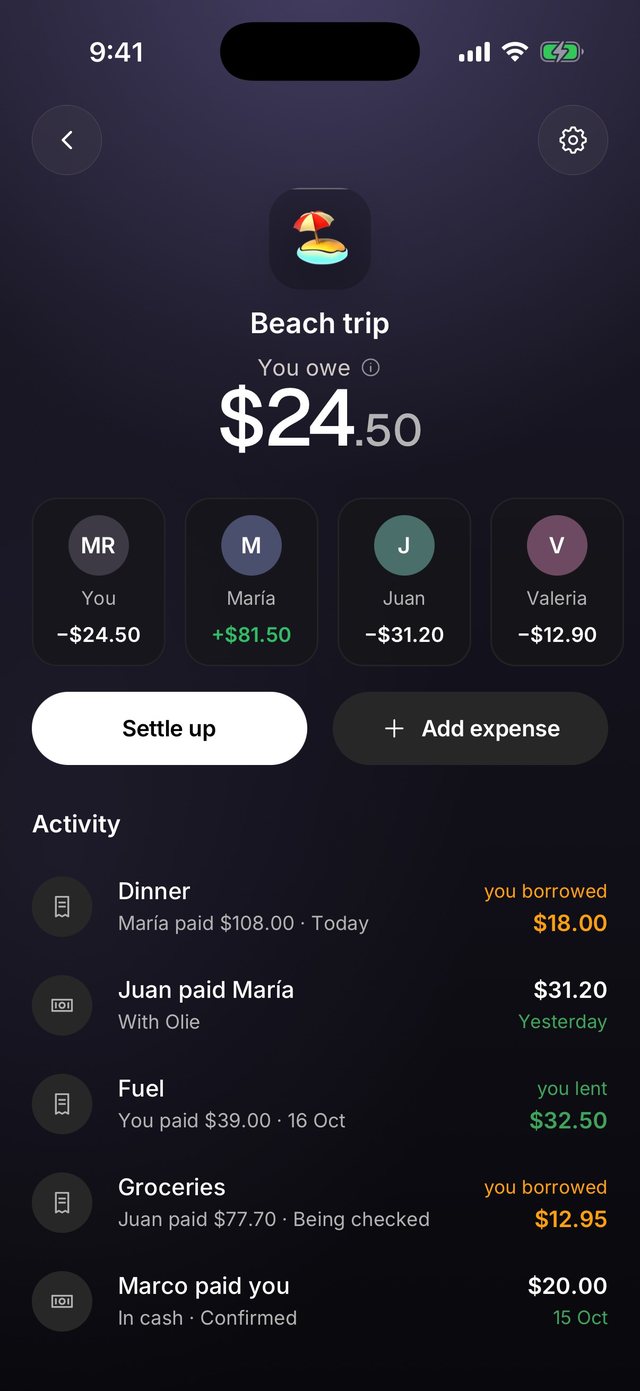 9:41
Beach trip
You owe
$24.50
MR
You
−$24.50
M
María
+$81.50
J
Juan
−$31.20
V
Valeria
−$12.90
Settle up
Add expense
Activity
Dinner
you borrowed
María paid $108.00 · Today
$18.00
Juan paid María
$31.20
With Olie
Yesterday
Fuel
you lent
You paid $39.00 · 16 Oct
$32.50
Groceries
you borrowed
Juan paid $77.70 · Being checked
$12.95
Marco paid you
$20.00
In cash · Confirmed
15 Oct